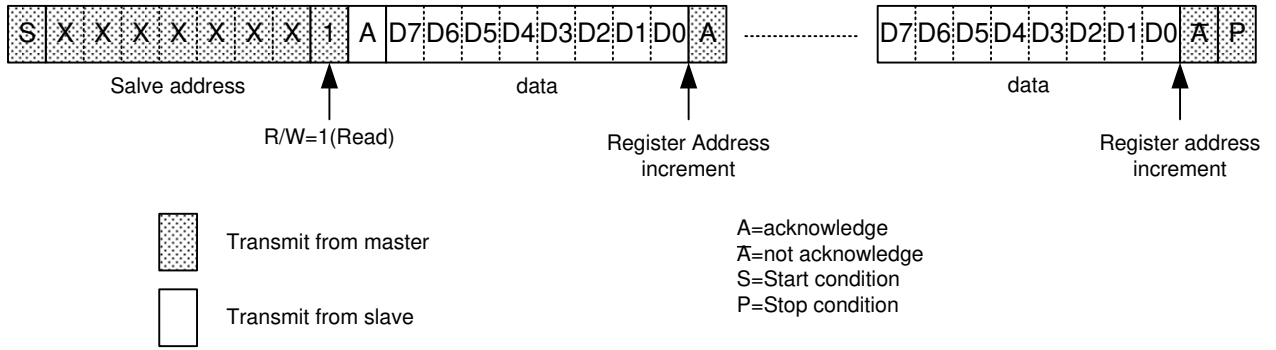 S X X X X X X X 1 A D7 D6 D5 D4 D3 D2 D1 D0 A D7 D6 D5 D4 D3 D2 D1 D0 A̅ P
Salve address
data
data
R/W=1(Read)
Register Address
increment
Register address
increment
Transmit from master
Transmit from slave
A=acknowledge
A̅=not acknowledge
S=Start condition
P=Stop condition